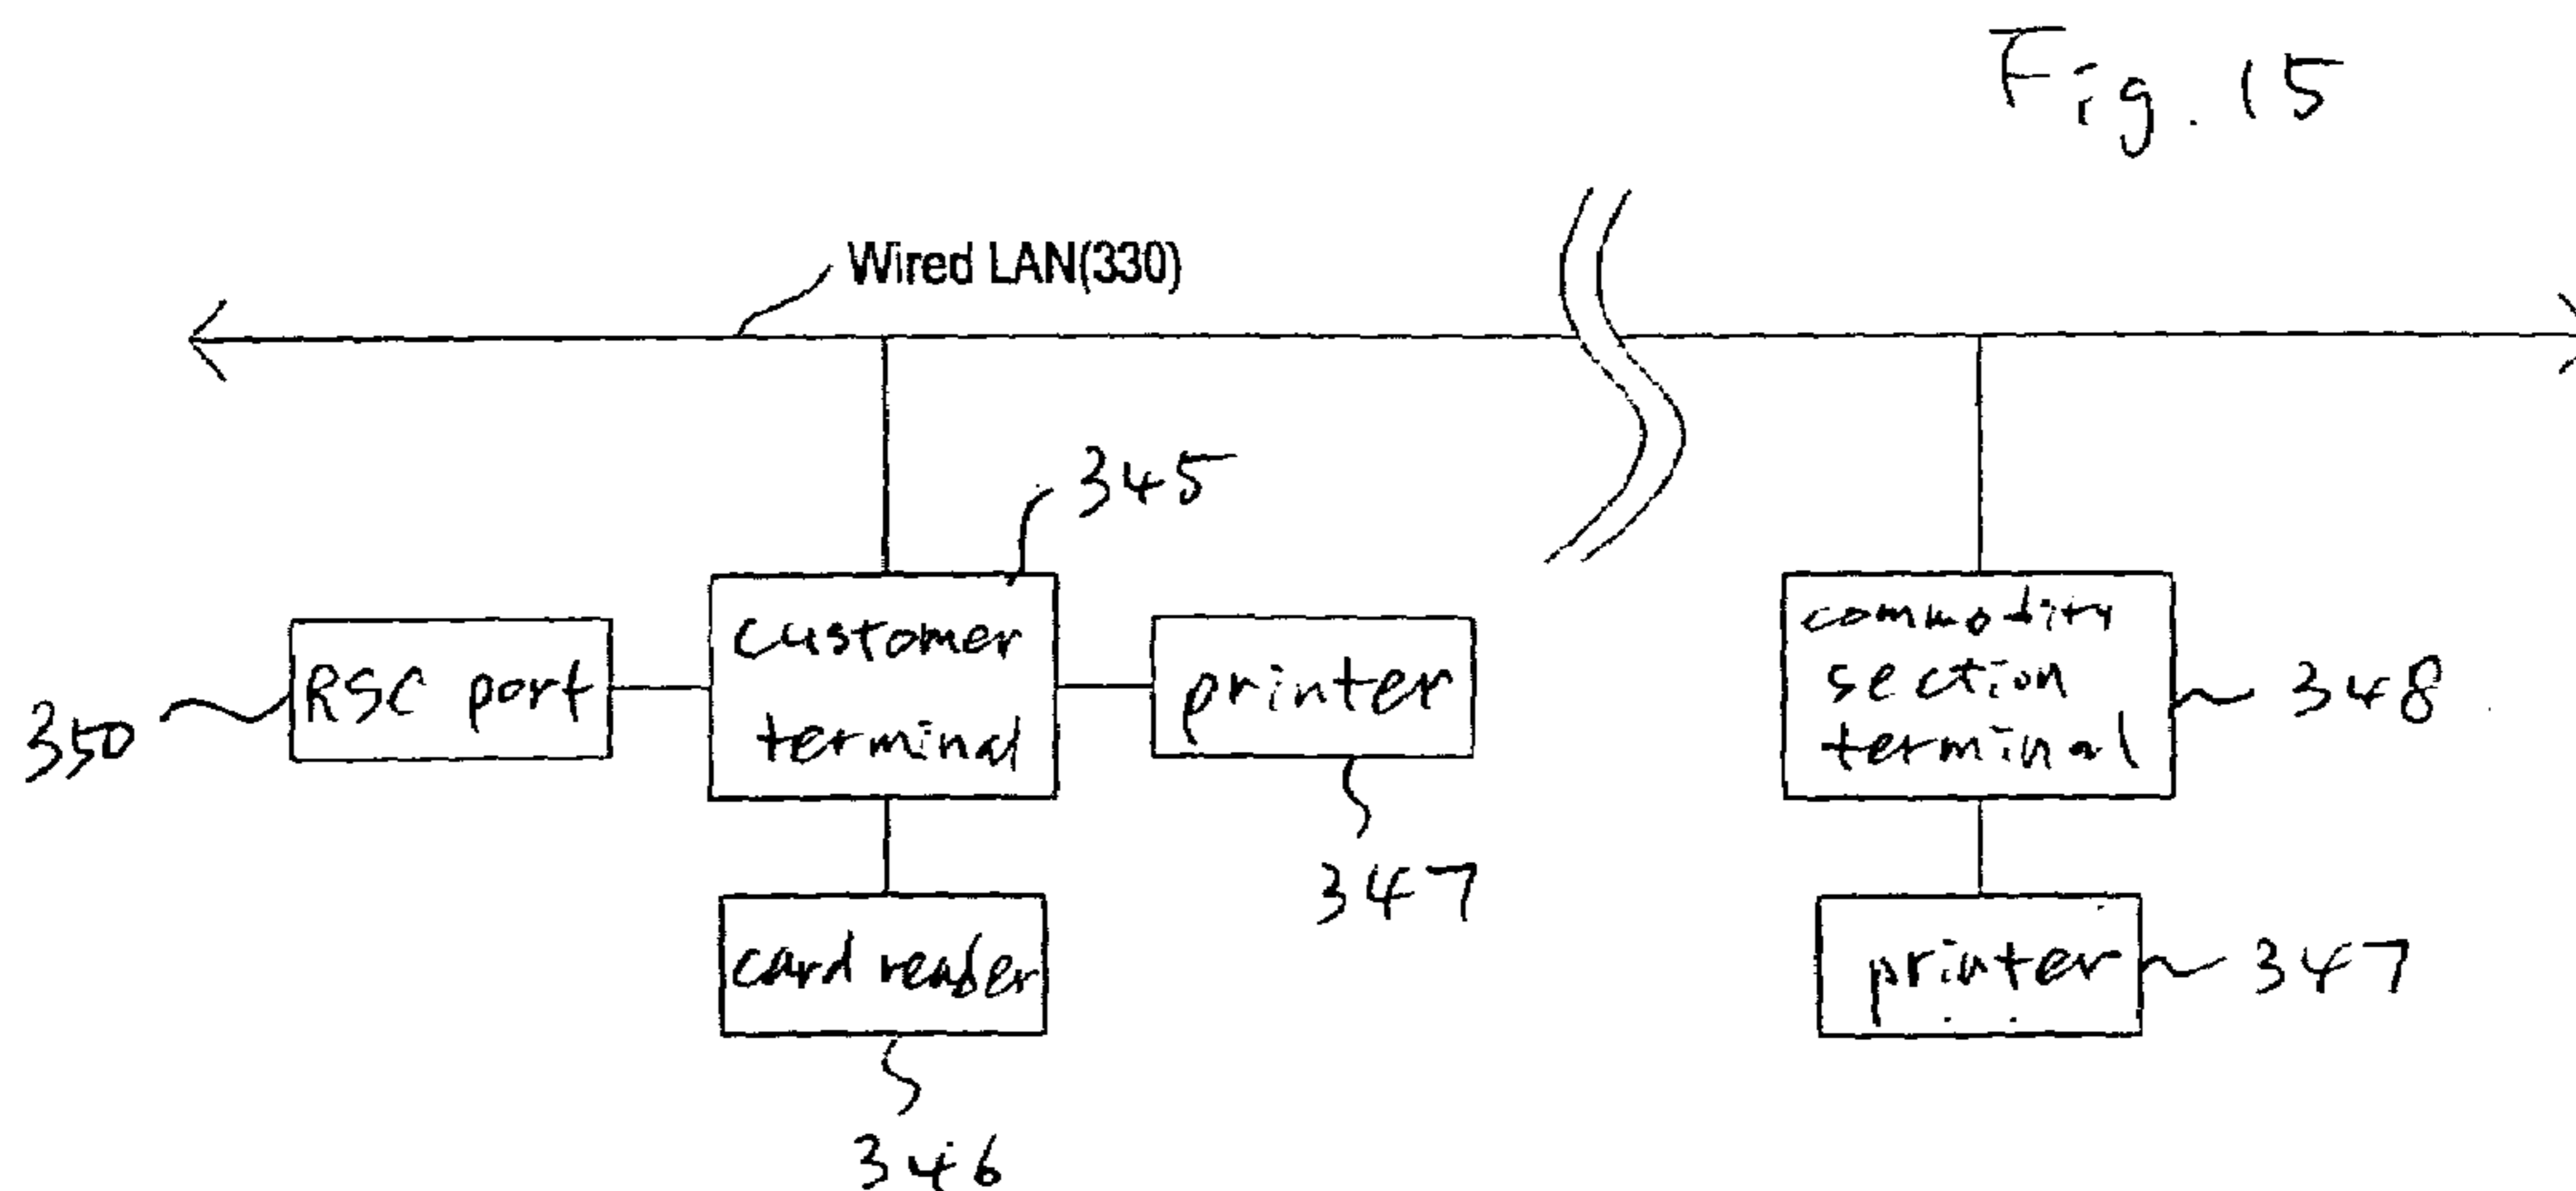 Fig. 15
Wired LAN(330)
345
customer
terminal
RSC port
350
printer
347
card reader
346
commodity
section
terminal
348
printer
347